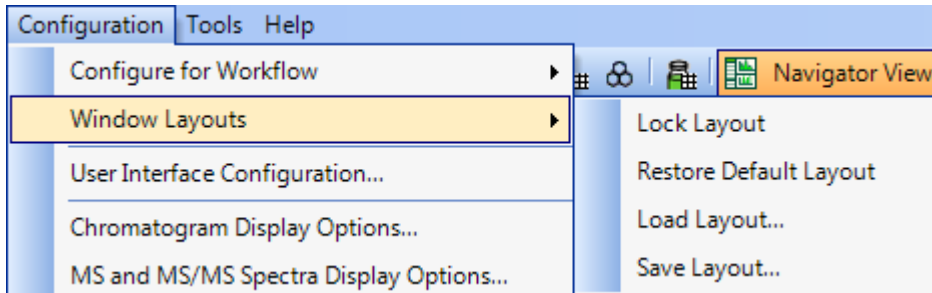 Configuration Tools Help
Configure for Workflow
Navigator View
Window Layouts
Lock Layout
User Interface Configuration...
Restore Default Layout
Chromatogram Display Options...
Load Layout...
MS and MS/MS Spectra Display Options...
Save Layout...